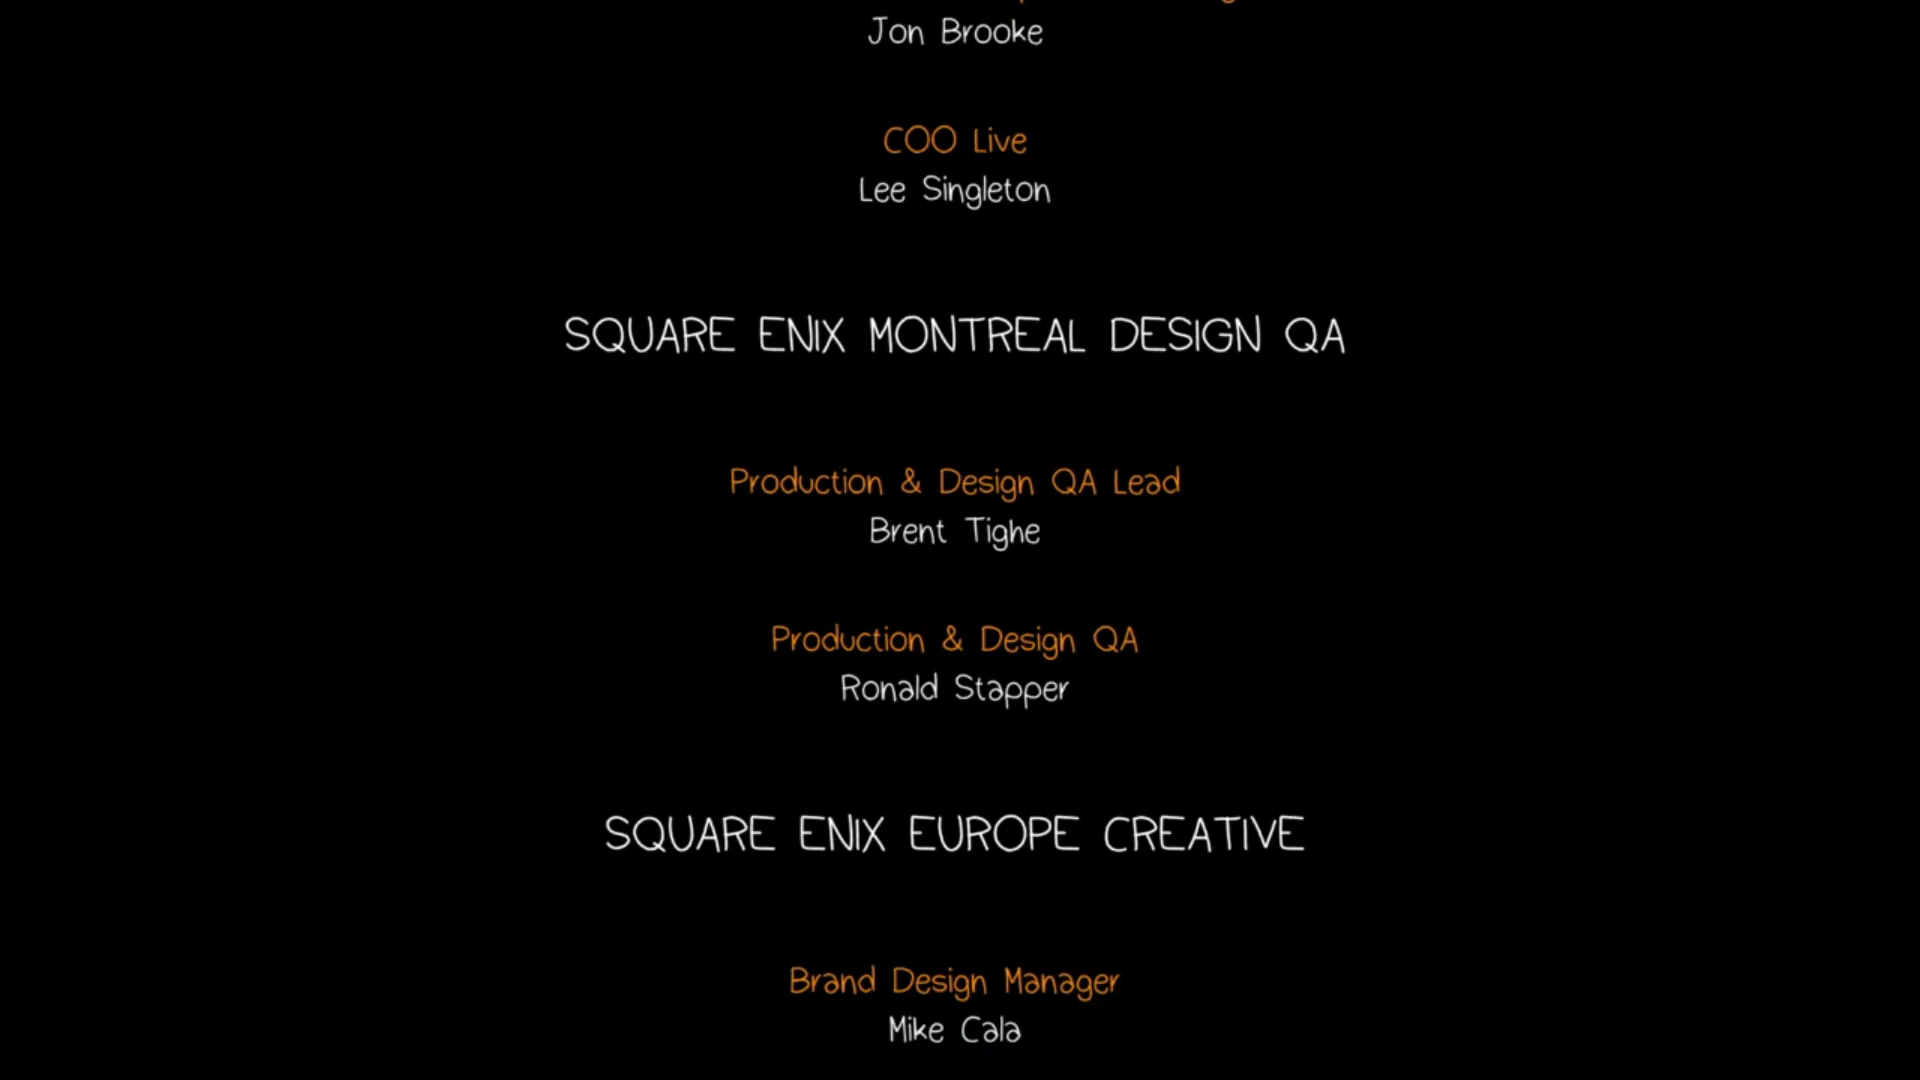 Jon Brooke
COO Live
Lee Singleton
SQUARE ENIX MONTREAL DESIGN QA
Production & Design QA Lead
Brent Tighe
Production & Design QA
Ronald Stapper
SQUARE ENIX EUROPE CREATIVE
Brand Design Manager
Mike Cala